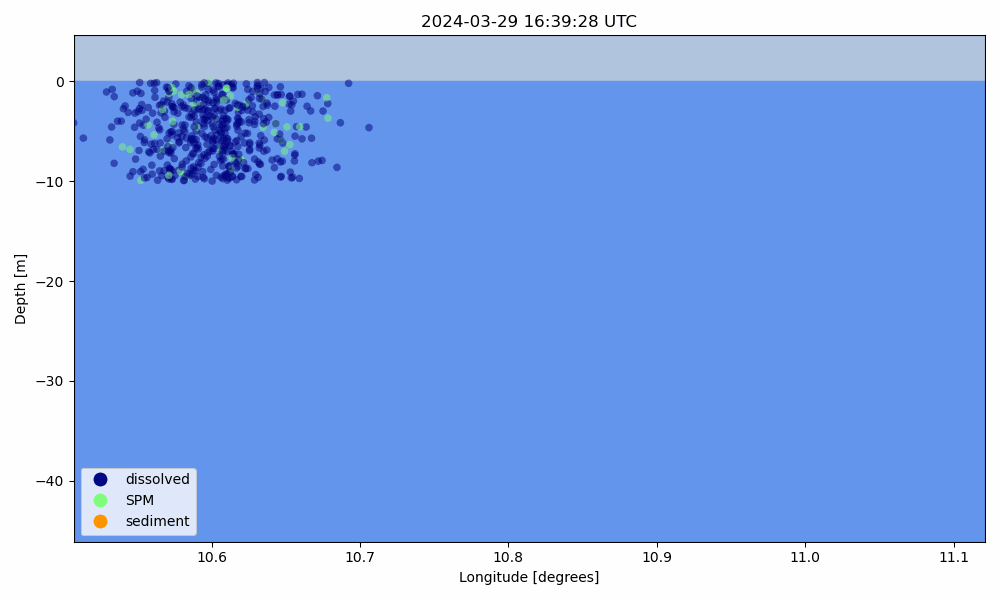 2024-03-29 16:39:28 UTC
0
−10
−20
−30
−40
Depth [m]
dissolved
SPM
sediment
10.6 10.7 10.8 10.9 11.0 11.1
Longitude [degrees]